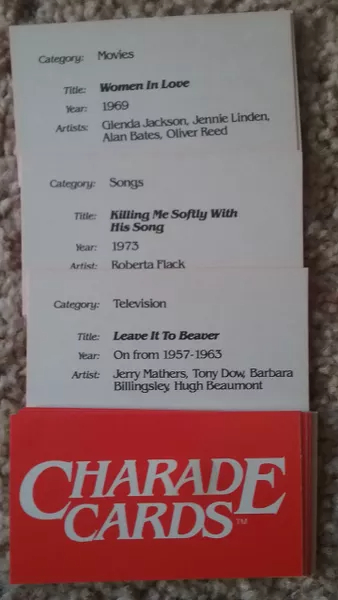 Category: Movies
Title: Women In Love
Year: 1969
Artists: Glenda Jackson, Jennie Linden,
Alan Bates, Oliver Reed
Category: Songs
Title: Killing Me Softly With
His Song
Year: 1973
Artist: Roberta Flack
Category: Television
Title: Leave It To Beaver
Year: On from 1957-1963
Artist: Jerry Mathers, Tony Dow, Barbara
Billingsley, Hugh Beaumont
CHARADE
CARDS™